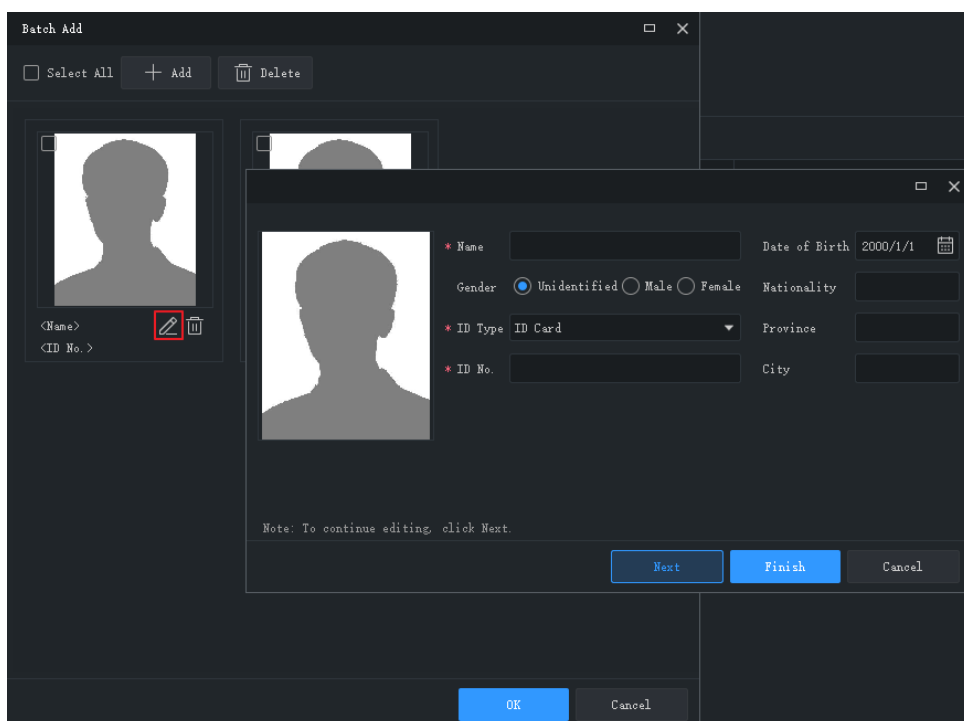 Batch Add
Select All
Add
Delete
<Name>
<ID No.>
* Name
Date of Birth 2000/1/1
Gender Unidentified Male Female
Nationality
* ID Type ID Card
Province
* ID No.
City
Note: To continue editing, click Next.
Next
Finish
Cancel
OK
Cancel